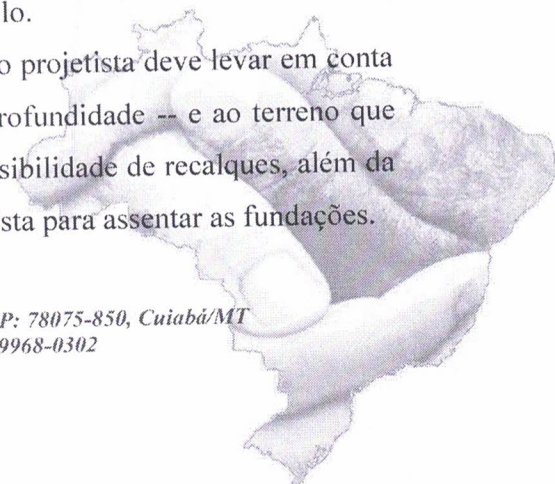 lo.
o projetista deve levar em conta
rofundidade -- e ao terreno que
sibilidade de recalques, além da
sta para assentar as fundações.
P: 78075-850, Cuiabá/MT
9968-0302